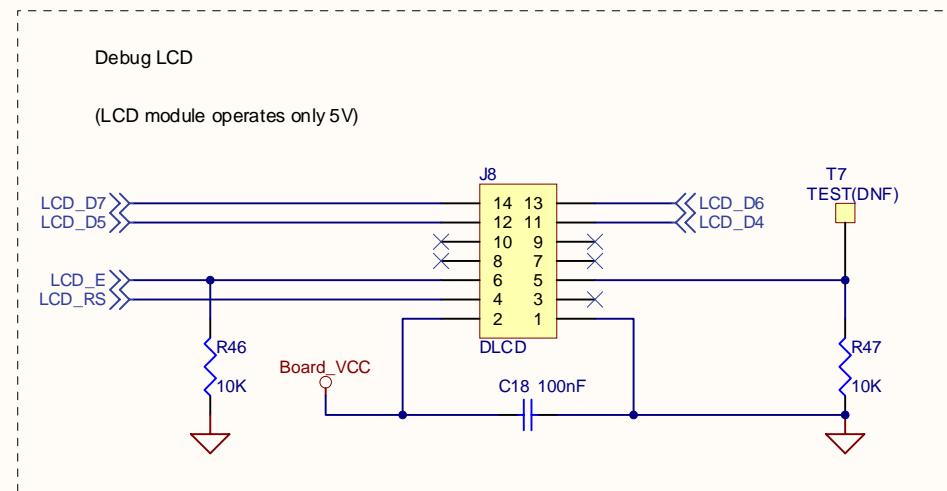 Debug LCD
(LCD module operates only 5V)
J8
T7
TEST(DNF)
LCD_D7
14 13
LCD_D6
LCD_D5
12 11
LCD_D4
10 9
8 7
LCD_E
6 5
LCD_RS
4 3
2 1
DLCD
R46
10K
Board_VCC
C18 100nF
R47
10K